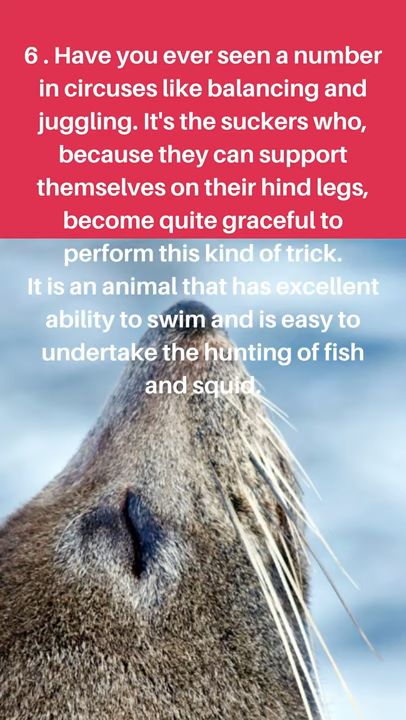 6 . Have you ever seen a number
in circuses like balancing and
juggling. It's the suckers who,
because they can support
themselves on their hind legs,
become quite graceful to
perform this kind of trick.
It is an animal that has excellent
ability to swim and is easy to
undertake the hunting of fish
and squid.